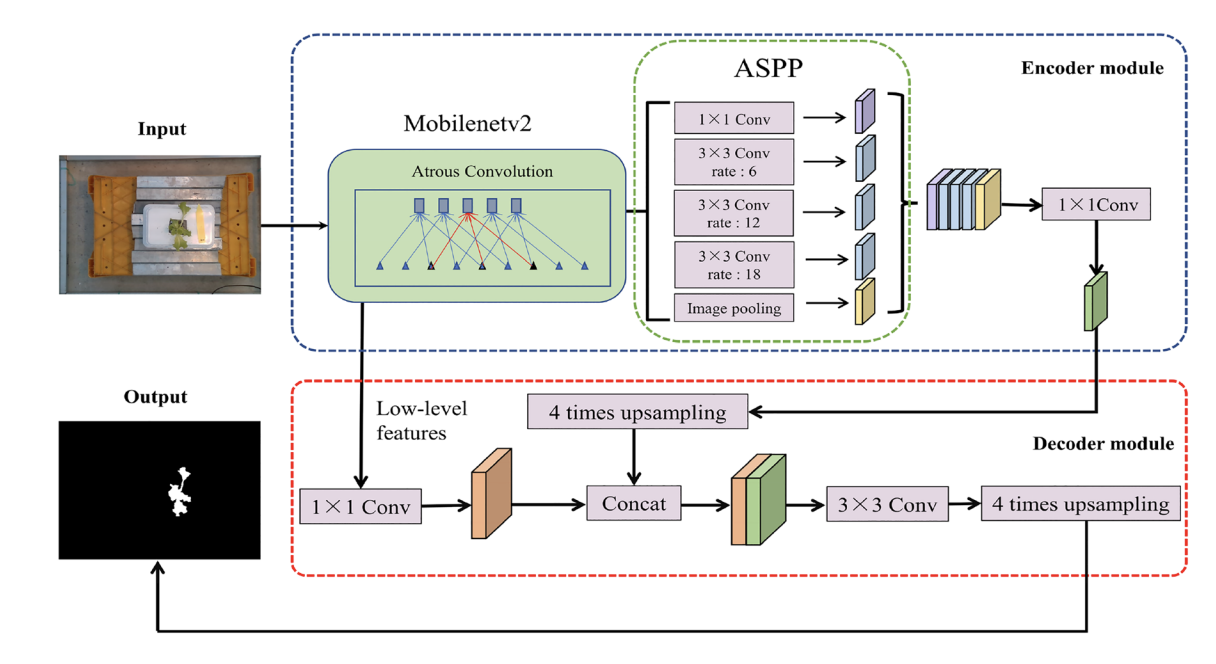 Input
Mobilenetv2
Atrous Convolution
ASPP
1×1 Conv
3×3 Conv
rate : 6
3×3 Conv
rate : 12
3×3 Conv
rate : 18
Image pooling
Encoder module
1×1Conv
Output
Low-level
features
4 times upsampling
Decoder module
1×1 Conv
Concat
3×3 Conv
4 times upsampling